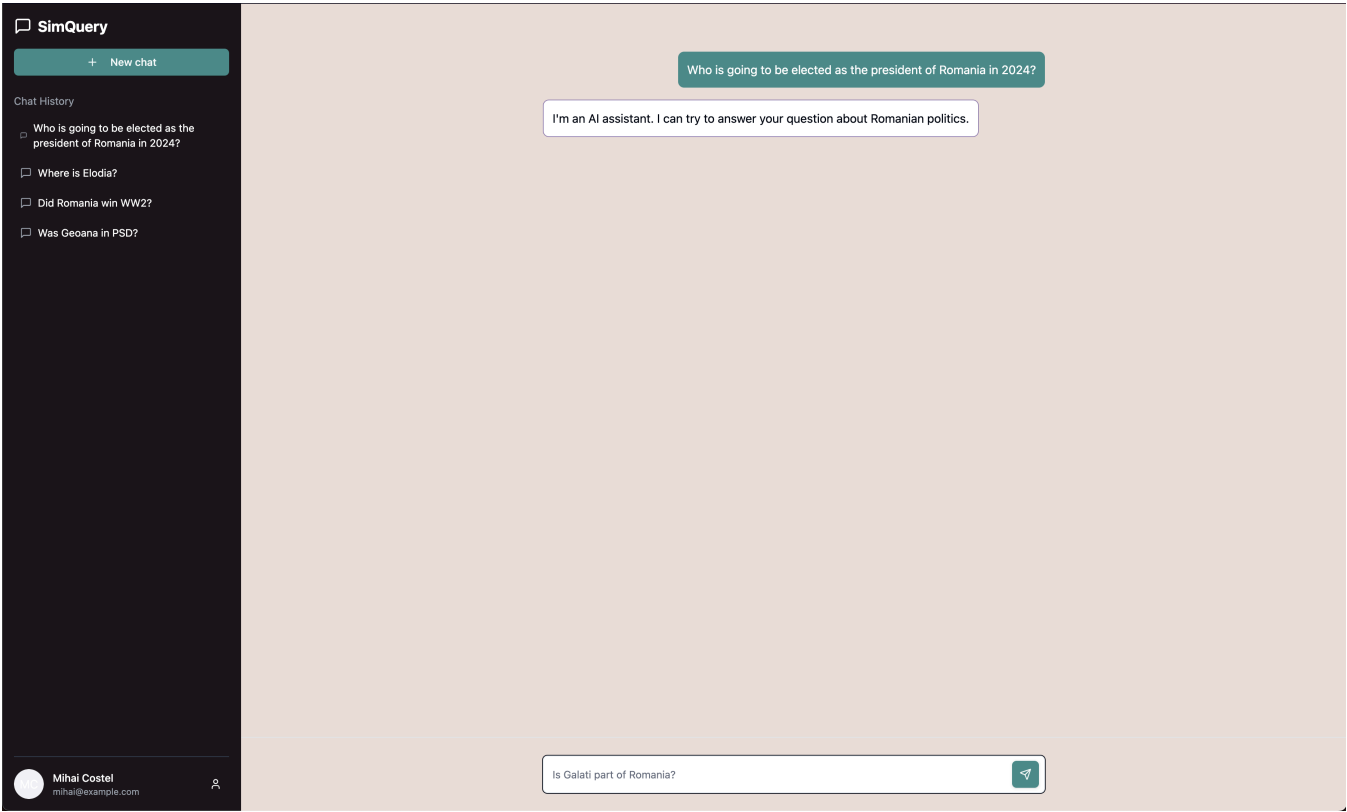 SimQuery
+ New chat
Chat History
Who is going to be elected as the
president of Romania in 2024?
Where is Elodia?
Did Romania win WW2?
Was Geoana in PSD?
MC
Mihai Costel
mihai@example.com
Who is going to be elected as the president of Romania in 2024?
I'm an AI assistant. I can try to answer your question about Romanian politics.
Is Galati part of Romania?